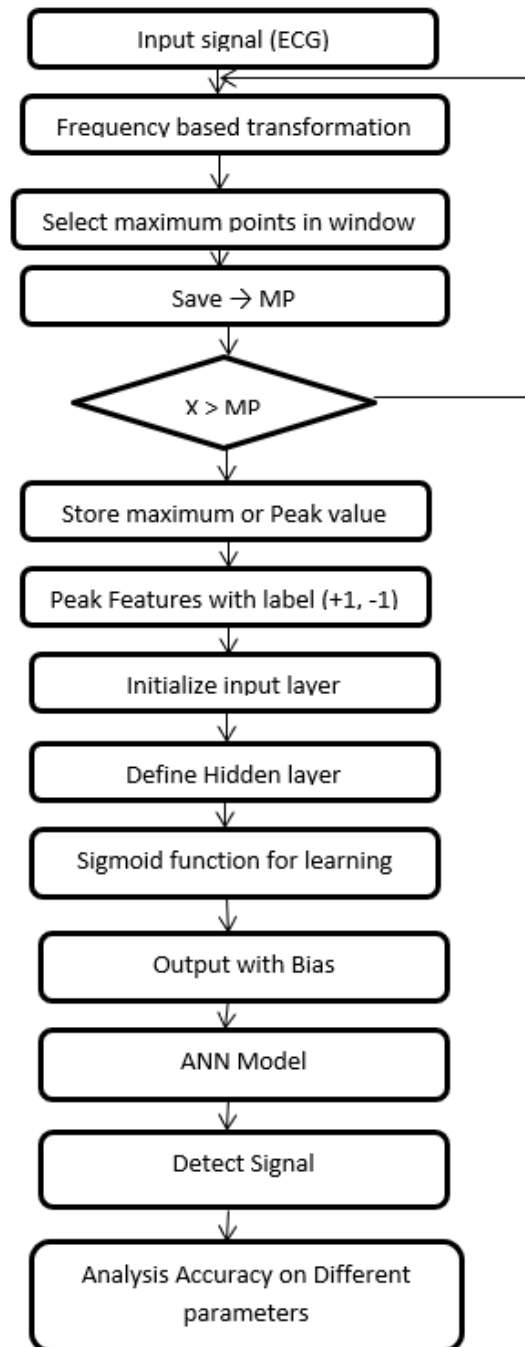 Input signal (ECG)
Frequency based transformation
Select maximum points in window
Save → MP
X > MP
Store maximum or Peak value
Peak Features with label (+1, -1)
Initialize input layer
Define Hidden layer
Sigmoid function for learning
Output with Bias
ANN Model
Detect Signal
Analysis Accuracy on Different
parameters